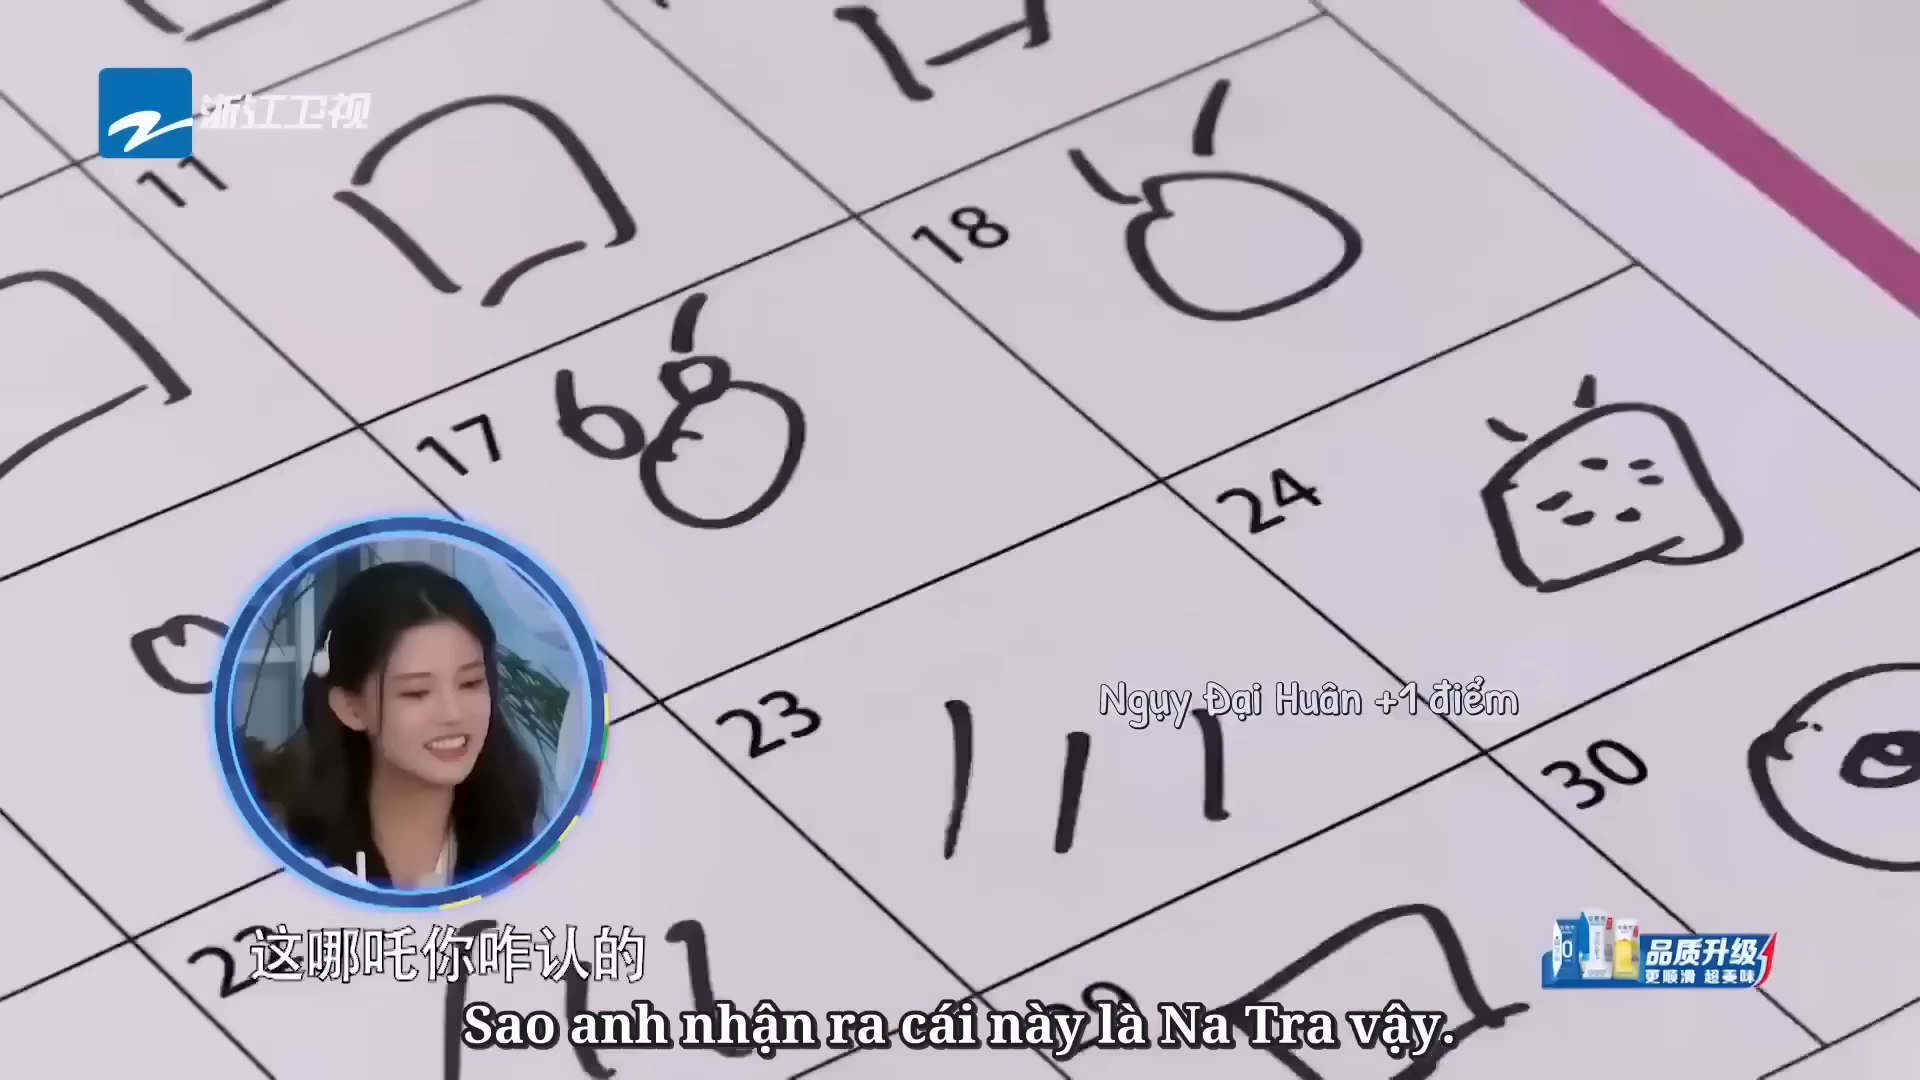 浙江卫视
11
18
17
24
23
Nguỵ Đại Huân +1 điểm
30
这哪吒你咋认的
29
品质升级
更顺滑 超美味
Sao anh nhận ra cái này là Na Tra vậy.